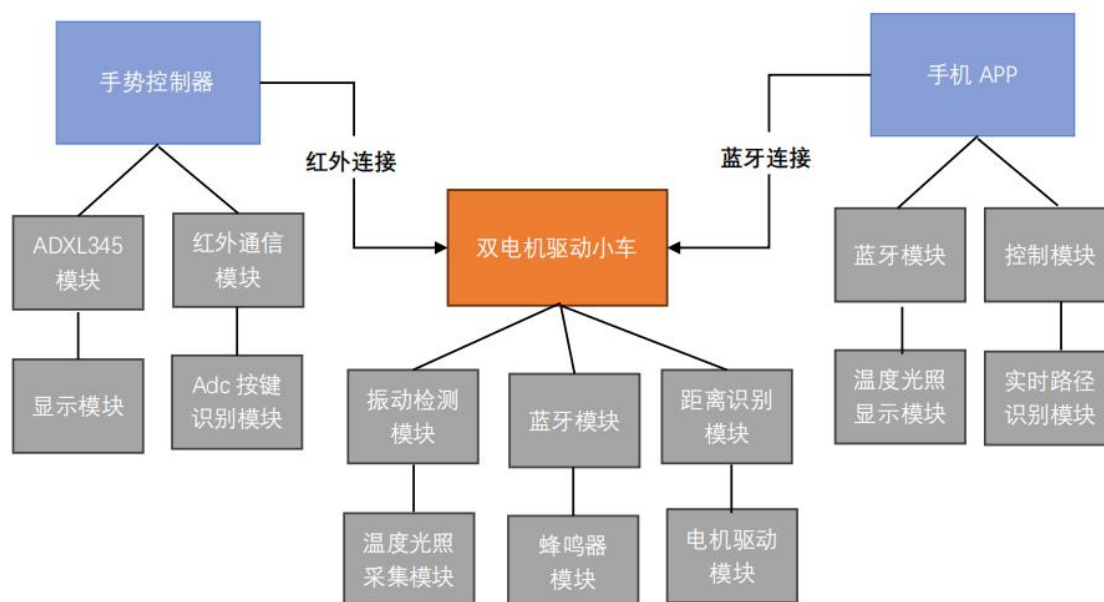 手势控制器
手机 APP
红外连接
蓝牙连接
双电机驱动小车
ADXL345
模块
红外通信
模块
显示模块
Adc 按键
识别模块
蓝牙模块
控制模块
温度光照
显示模块
实时路径
识别模块
振动检测
模块
蓝牙模块
距离识别
模块
温度光照
采集模块
蜂鸣器
模块
电机驱动
模块